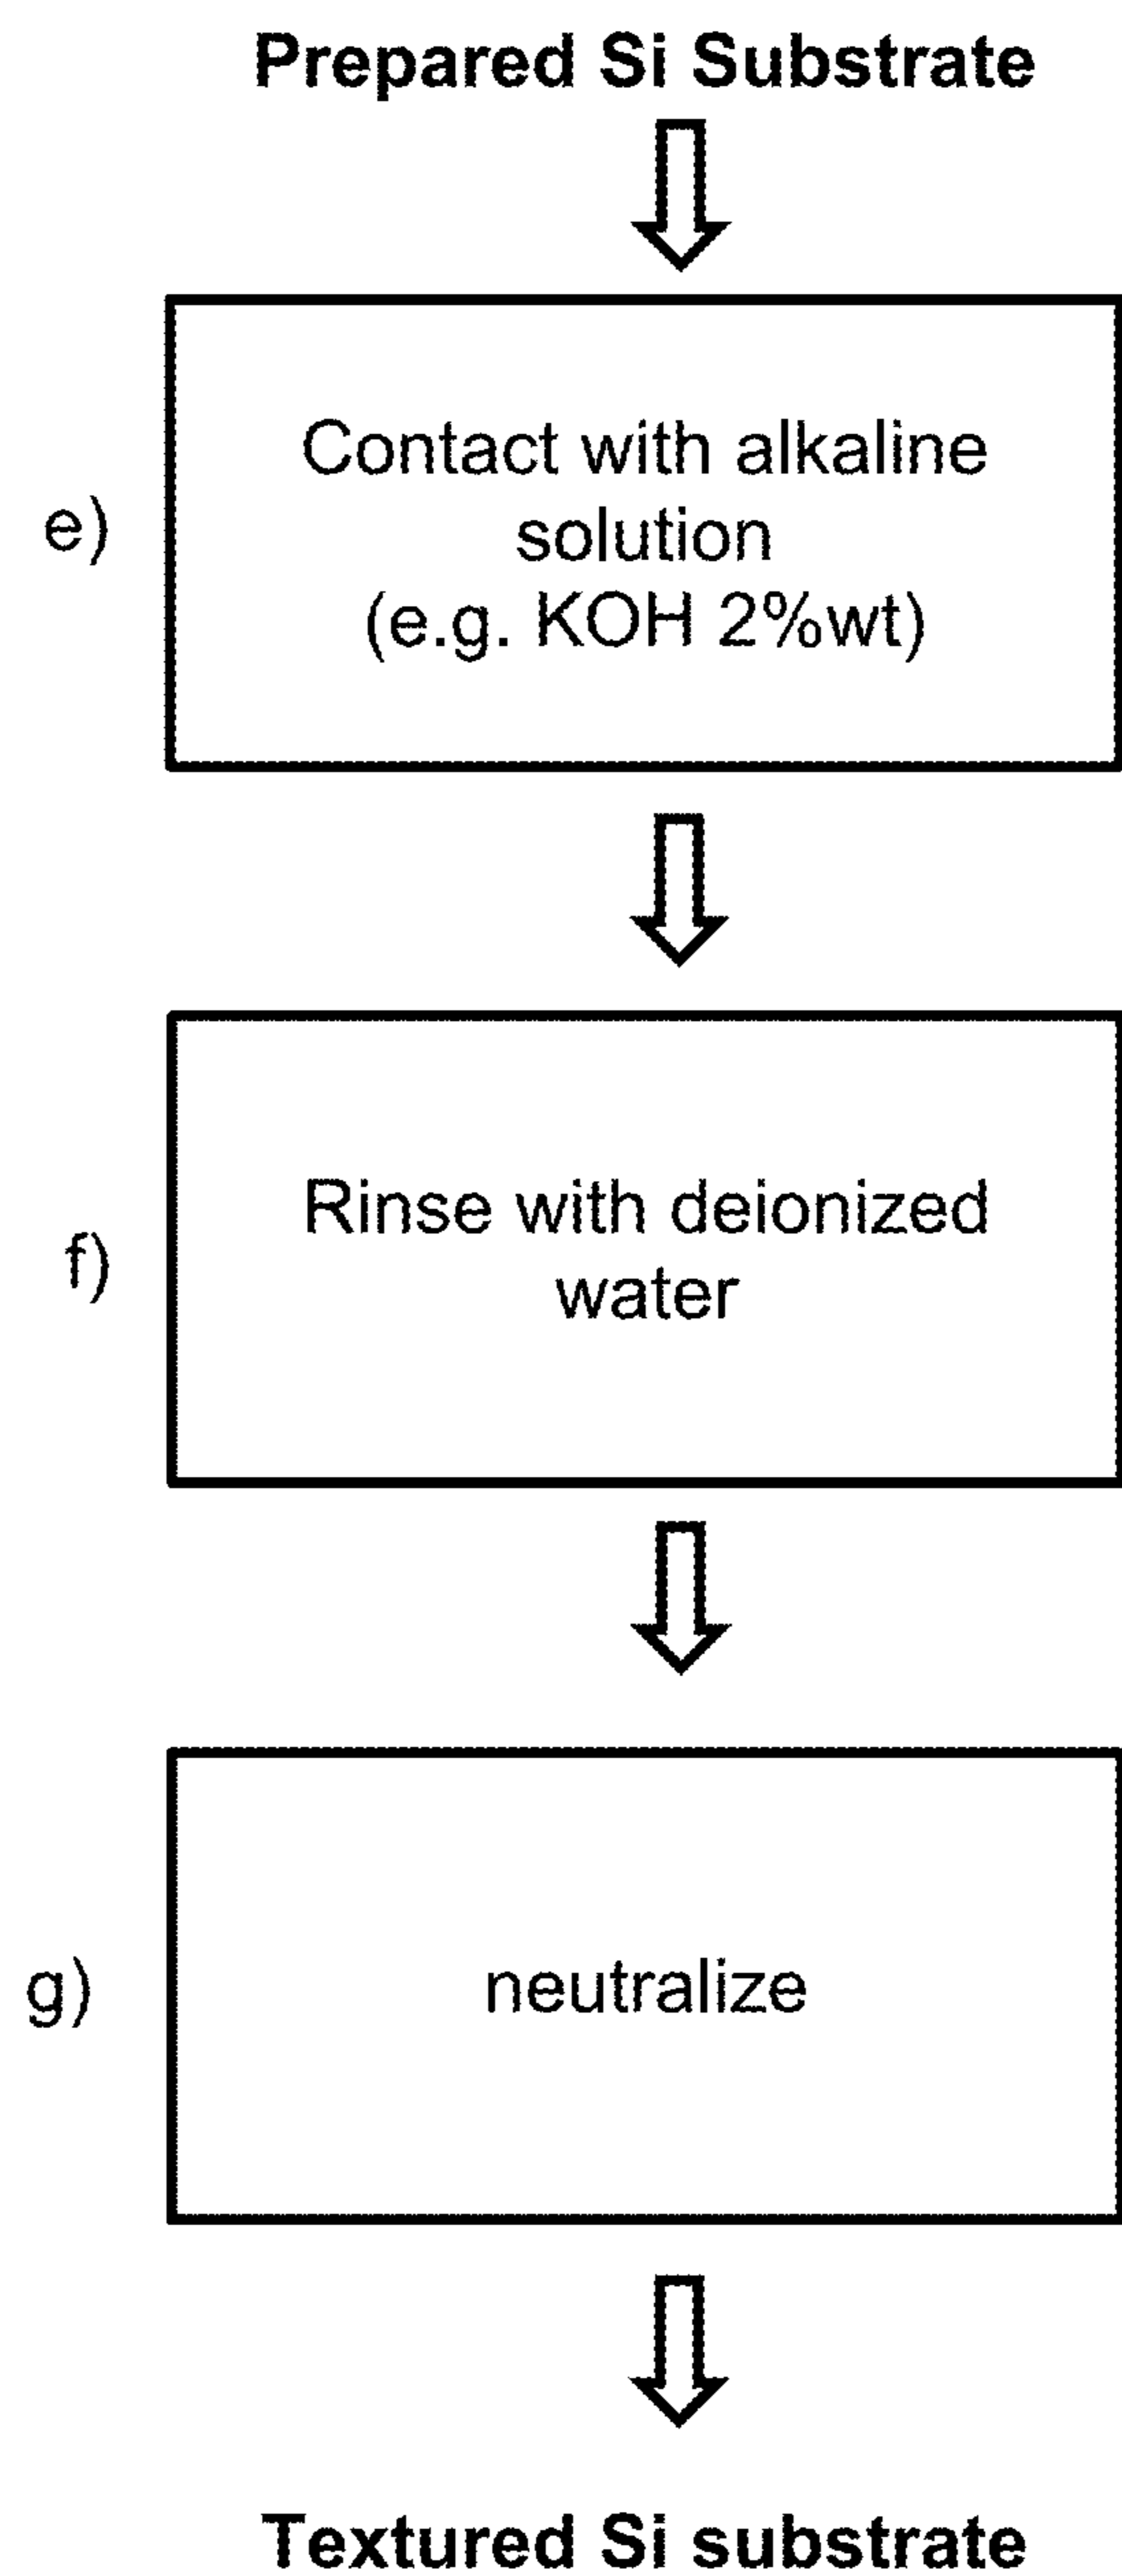 Prepared Si Substrate
e)
Contact with alkaline
solution
(e.g. KOH 2%wt)
f)
Rinse with deionized
water
g)
neutralize
Textured Si substrate